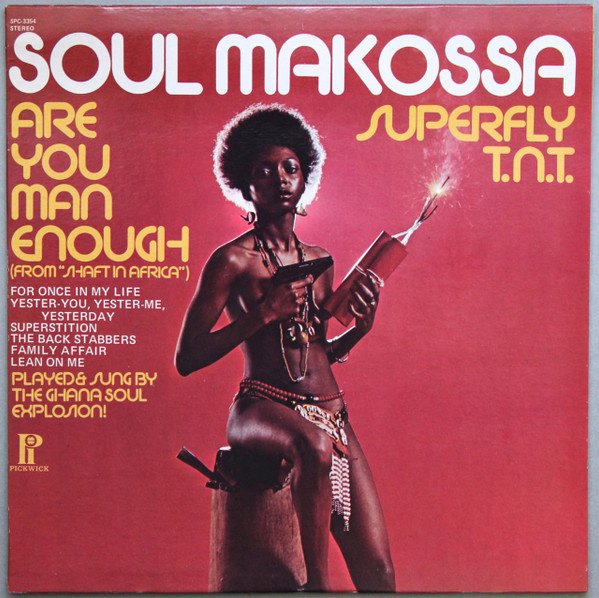 SPC-3354
STEREO
SOUL MAKOSSA
ARE
YOU
MAN
ENOUGH
(FROM "SHAFT IN AFRICA")
SUPERFLY
T.N.T.
FOR ONCE IN MY LIFE
YESTER-YOU, YESTER-ME,
YESTERDAY
SUPERSTITION
THE BACK STABBERS
FAMILY AFFAIR
LEAN ON ME
PLAYED & SUNG BY
THE GHANA SOUL
EXPLOSION!
PICKWICK